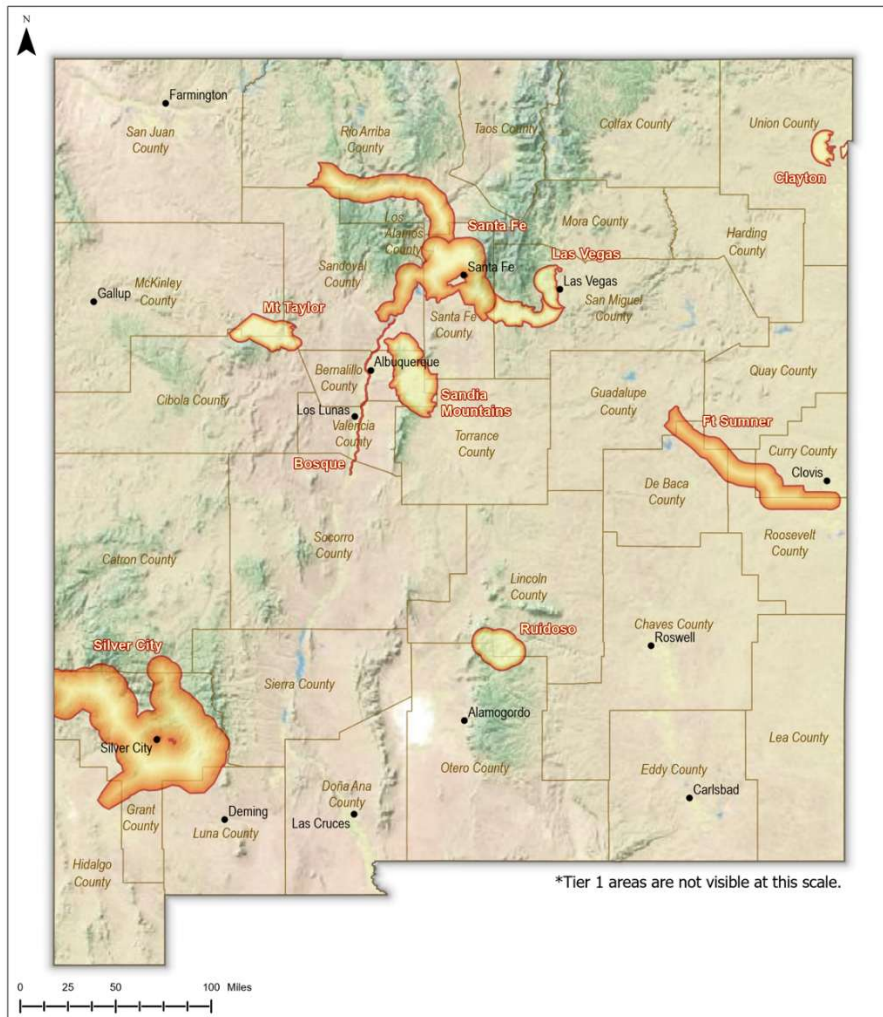 N
Farmington
San Juan
County
Rio Arriba
County
Taos County
Colfax County
Union County
Clayton
Los
Alamos
County
Santa Fe
Mora County
Harding
County
Sandoval
County
Santa Fe
Las Vegas
Las Vegas
San Miguel
County
McKinley
County
Gallup
Mt Taylor
Santa Fe
County
Quay County
Bernalillo
County
Albuquerque
Cibola County
Sandia
Mountains
Guadalupe
County
Los Lunas
Valencia
County
Torrance
County
Ft Sumner
Curry County
Clovis
Bosque
De Baca
County
Roosevelt
County
Socorro
County
Catron County
Lincoln
County
Chaves County
Roswell
Ruidoso
Silver City
Sierra County
Silver City
Alamogordo
Otero County
Lea County
Eddy County
Carlsbad
Grant
County
Deming
Luna County
Doña Ana
County
Las Cruces
Hidalgo
County
*Tier 1 areas are not visible at this scale.
0 25 50 100 Miles